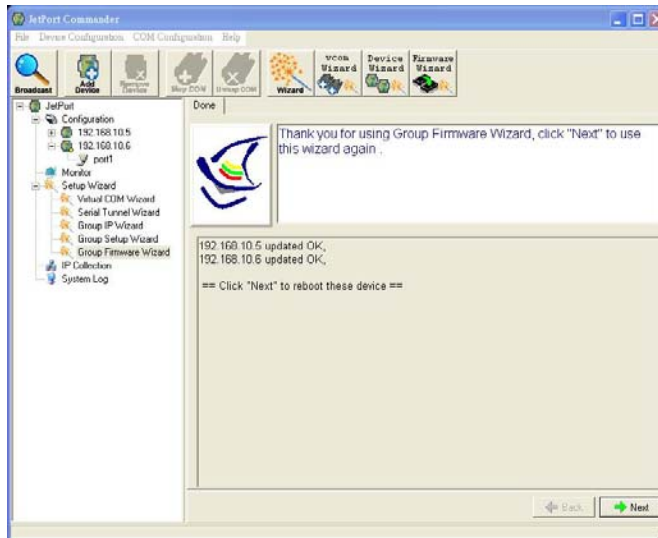 JetPort Commander
File Device Configuration COM Configuration Help
Broadcast
Add Device
Remove Device
Map COM
Unmap COM
Wizard
vcom Wizard
Device Wizard
Firmware Wizard
JetPort
Configuration
192.168.10.5
192.168.10.6
port1
Monitor
Setup Wizard
Virtual COM Wizard
Serial Tunnel Wizard
Group IP Wizard
Group Setup Wizard
Group Firmware Wizard
IP Collection
System Log
Done
Thank you for using Group Firmware Wizard, click "Next" to use
this wizard again .
192.168.10.5 updated OK,
192.168.10.6 updated OK,
== Click "Next" to reboot these device ==
Back
Next